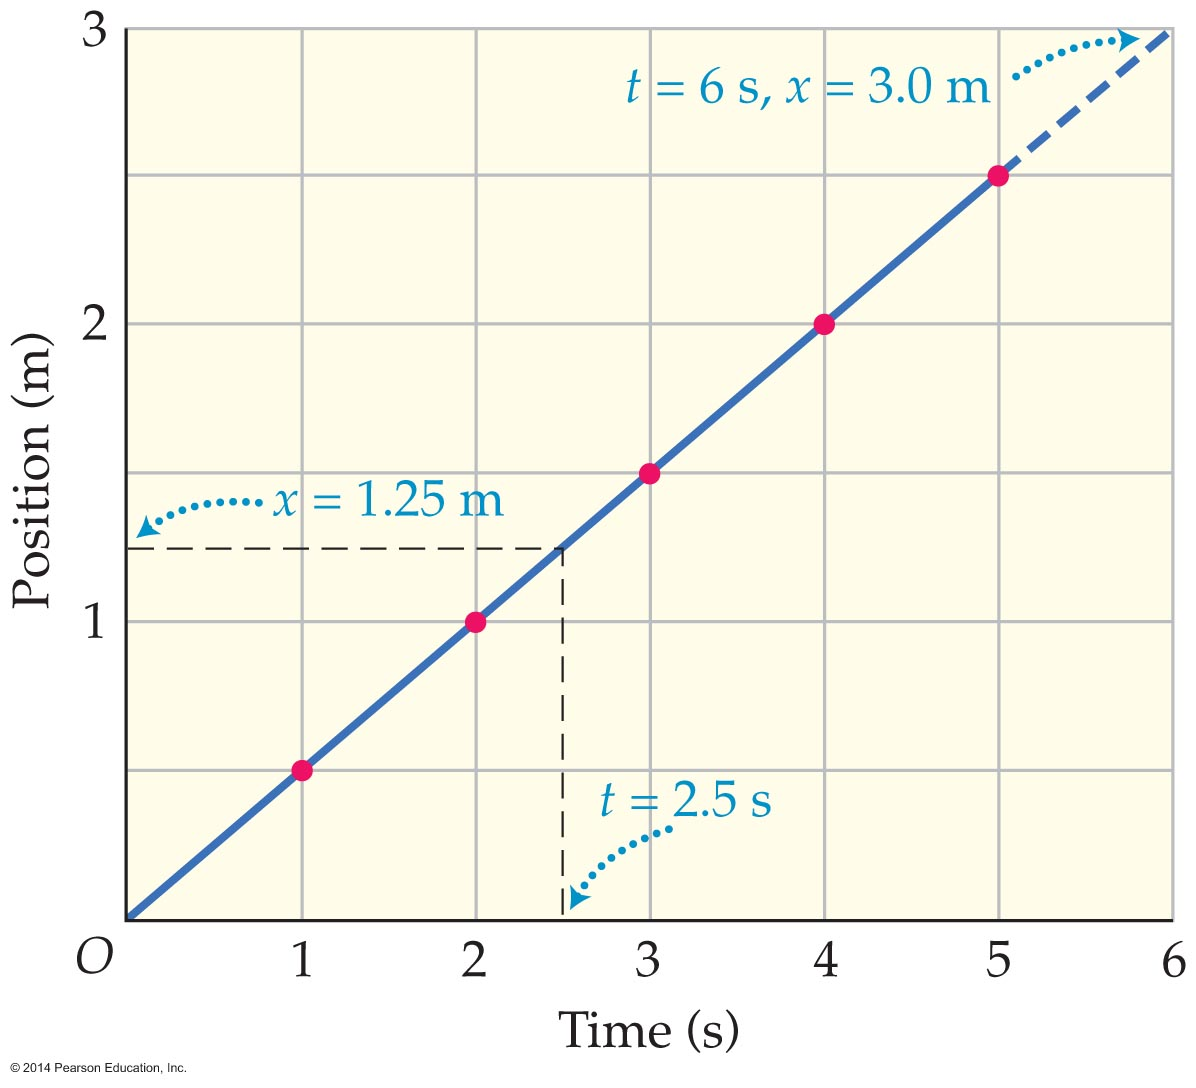 3
t = 6 s, x = 3.0 m
2
Position (m)
x = 1.25 m
1
t = 2.5 s
O 1 2 3 4 5 6
Time (s)
© 2014 Pearson Education, Inc.